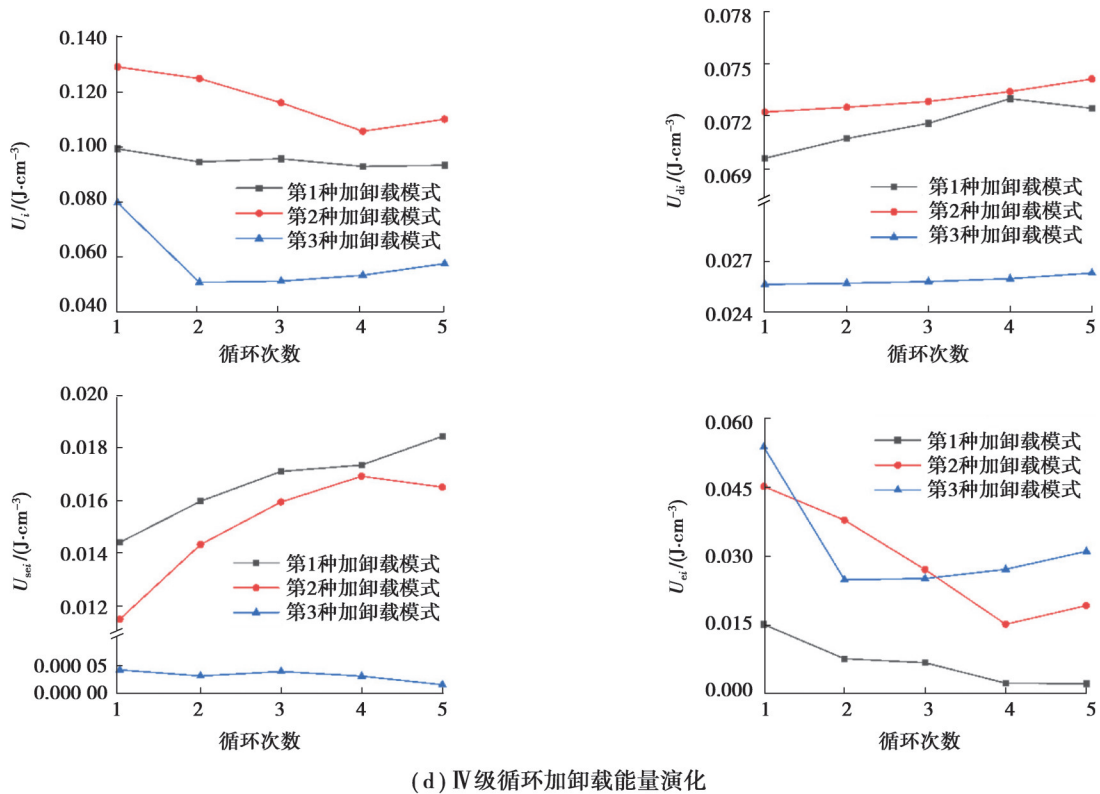 0.140
0.120
0.100
0.080
0.060
0.040
U_i/(J·cm⁻³)
第1种加卸载模式
第2种加卸载模式
第3种加卸载模式
1 2 3 4 5
循环次数
0.078
0.075
0.072
0.069
0.027
0.024
U_di/(J·cm⁻³)
第1种加卸载模式
第2种加卸载模式
第3种加卸载模式
1 2 3 4 5
循环次数
0.020
0.018
0.016
0.014
0.012
0.000 05
0.000 00
U_sei/(J·cm⁻³)
第1种加卸载模式
第2种加卸载模式
第3种加卸载模式
1 2 3 4 5
循环次数
0.060
0.045
0.030
0.015
0.000
U_ei/(J·cm⁻³)
第1种加卸载模式
第2种加卸载模式
第3种加卸载模式
1 2 3 4 5
循环次数
(d)Ⅳ级循环加卸载能量演化